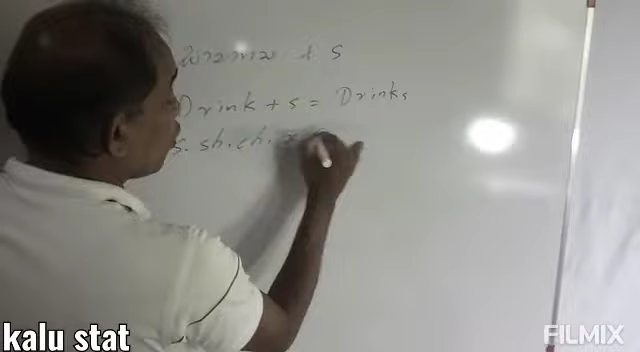 + s
Drink + s = Drinks
s. sh. ch.
kalu stat
FILMIX